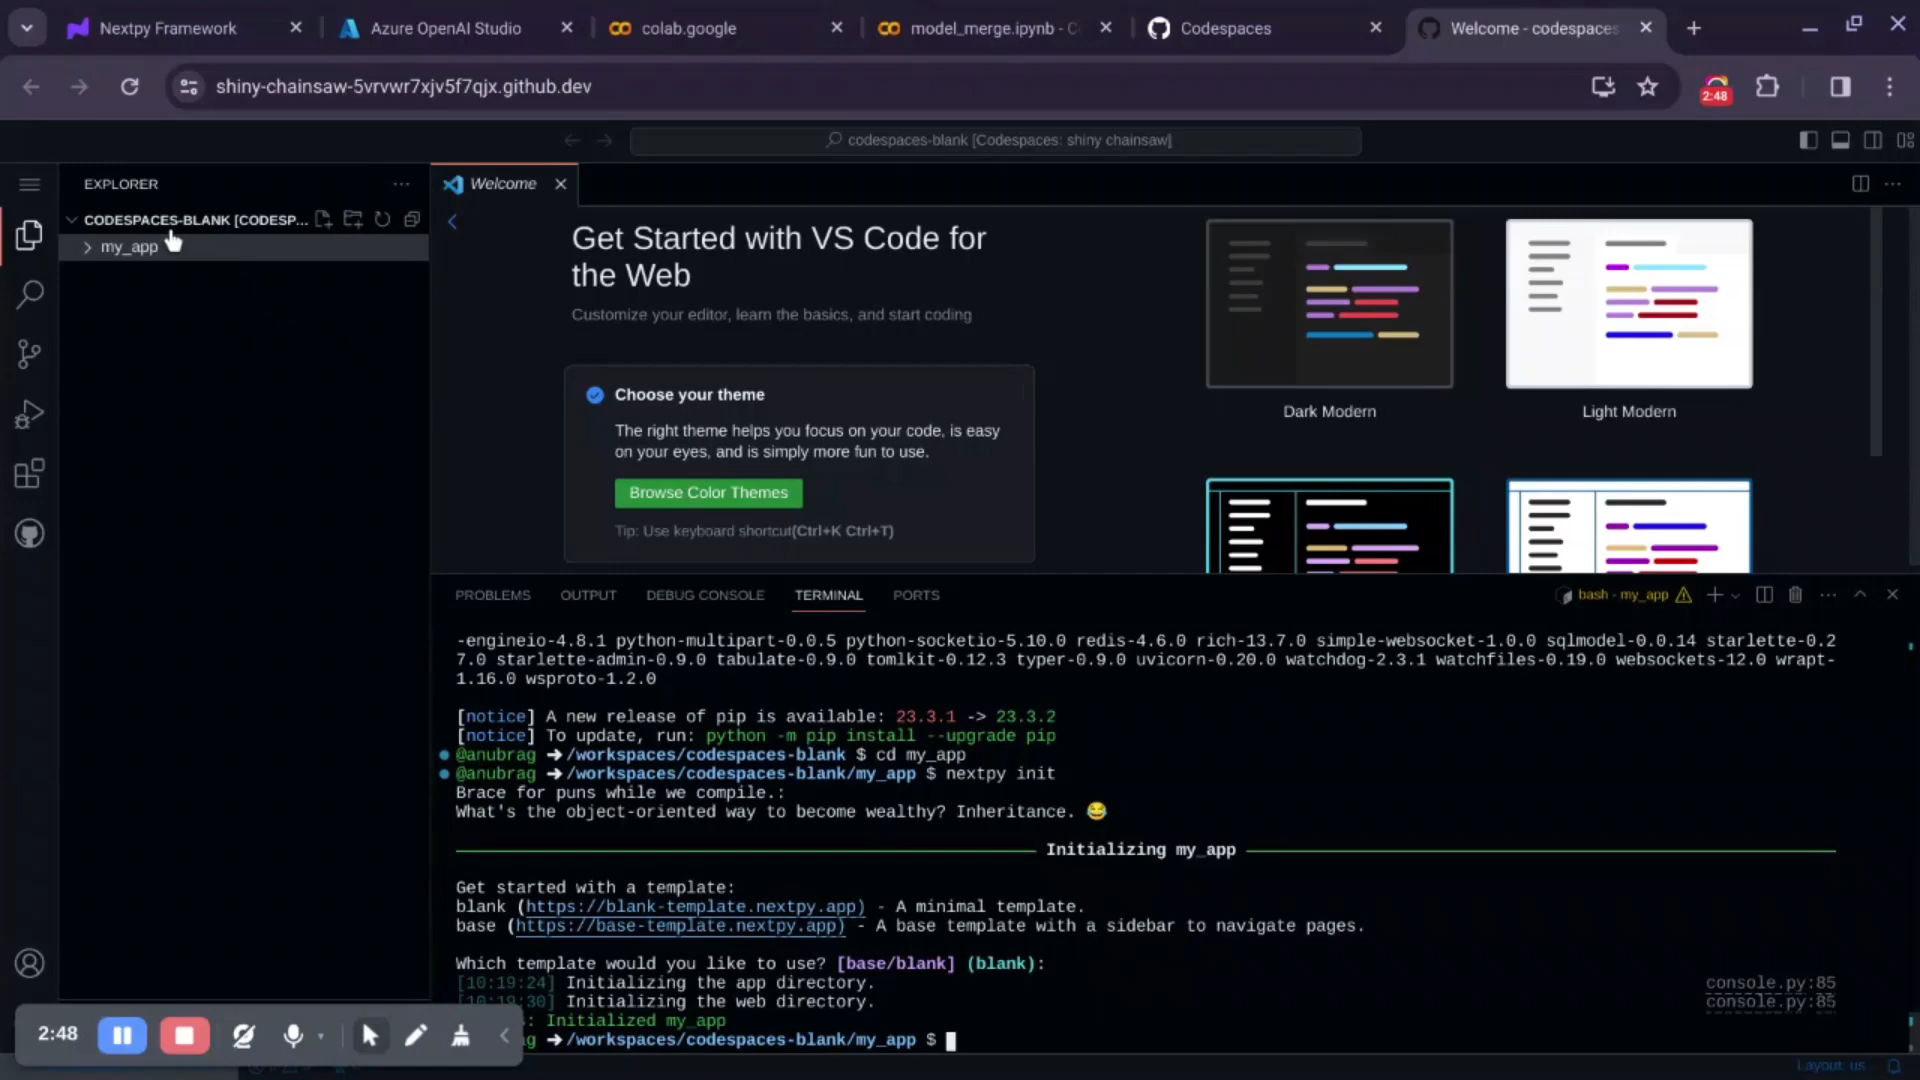 Nextpy Framework
Azure OpenAI Studio
colab.google
model_merge.ipynb - C
Codespaces
Welcome - codespaces
shiny-chainsaw-5vrvwr7xjv5f7qjx.github.dev
2:48
codespaces-blank [Codespaces: shiny chainsaw]
EXPLORER
CODESPACES-BLANK [CODESP...
my_app
Welcome
Get Started with VS Code for
the Web
Customize your editor, learn the basics, and start coding
Choose your theme
The right theme helps you focus on your code, is easy
on your eyes, and is simply more fun to use.
Browse Color Themes
Tip: Use keyboard shortcut(Ctrl+K Ctrl+T)
Dark Modern
Light Modern
PROBLEMS
OUTPUT
DEBUG CONSOLE
TERMINAL
PORTS
bash - my_app
-engineio-4.8.1 python-multipart-0.0.5 python-socketio-5.10.0 redis-4.6.0 rich-13.7.0 simple-websocket-1.0.0 sqlmodel-0.0.14 starlette-0.2
7.0 starlette-admin-0.9.0 tabulate-0.9.0 tomlkit-0.12.3 typer-0.9.0 uvicorn-0.20.0 watchdog-2.3.1 watchfiles-0.19.0 websockets-12.0 wrapt-
1.16.0 wsproto-1.2.0
[notice] A new release of pip is available: 23.3.1 -> 23.3.2
[notice] To update, run: python -m pip install --upgrade pip
@anubrag ➜/workspaces/codespaces-blank $ cd my_app
@anubrag ➜/workspaces/codespaces-blank/my_app $ nextpy init
Brace for puns while we compile.:
What's the object-oriented way to become wealthy? Inheritance. 😂
Initializing my_app
Get started with a template:
blank (https://blank-template.nextpy.app) - A minimal template.
base (https://base-template.nextpy.app) - A base template with a sidebar to navigate pages.
Which template would you like to use? [base/blank] (blank):
[10:19:24] Initializing the app directory. console.py:85
[10:19:30] Initializing the web directory. console.py:85
: Initialized my_app
g ➜/workspaces/codespaces-blank/my_app $
2:48
Layout: us